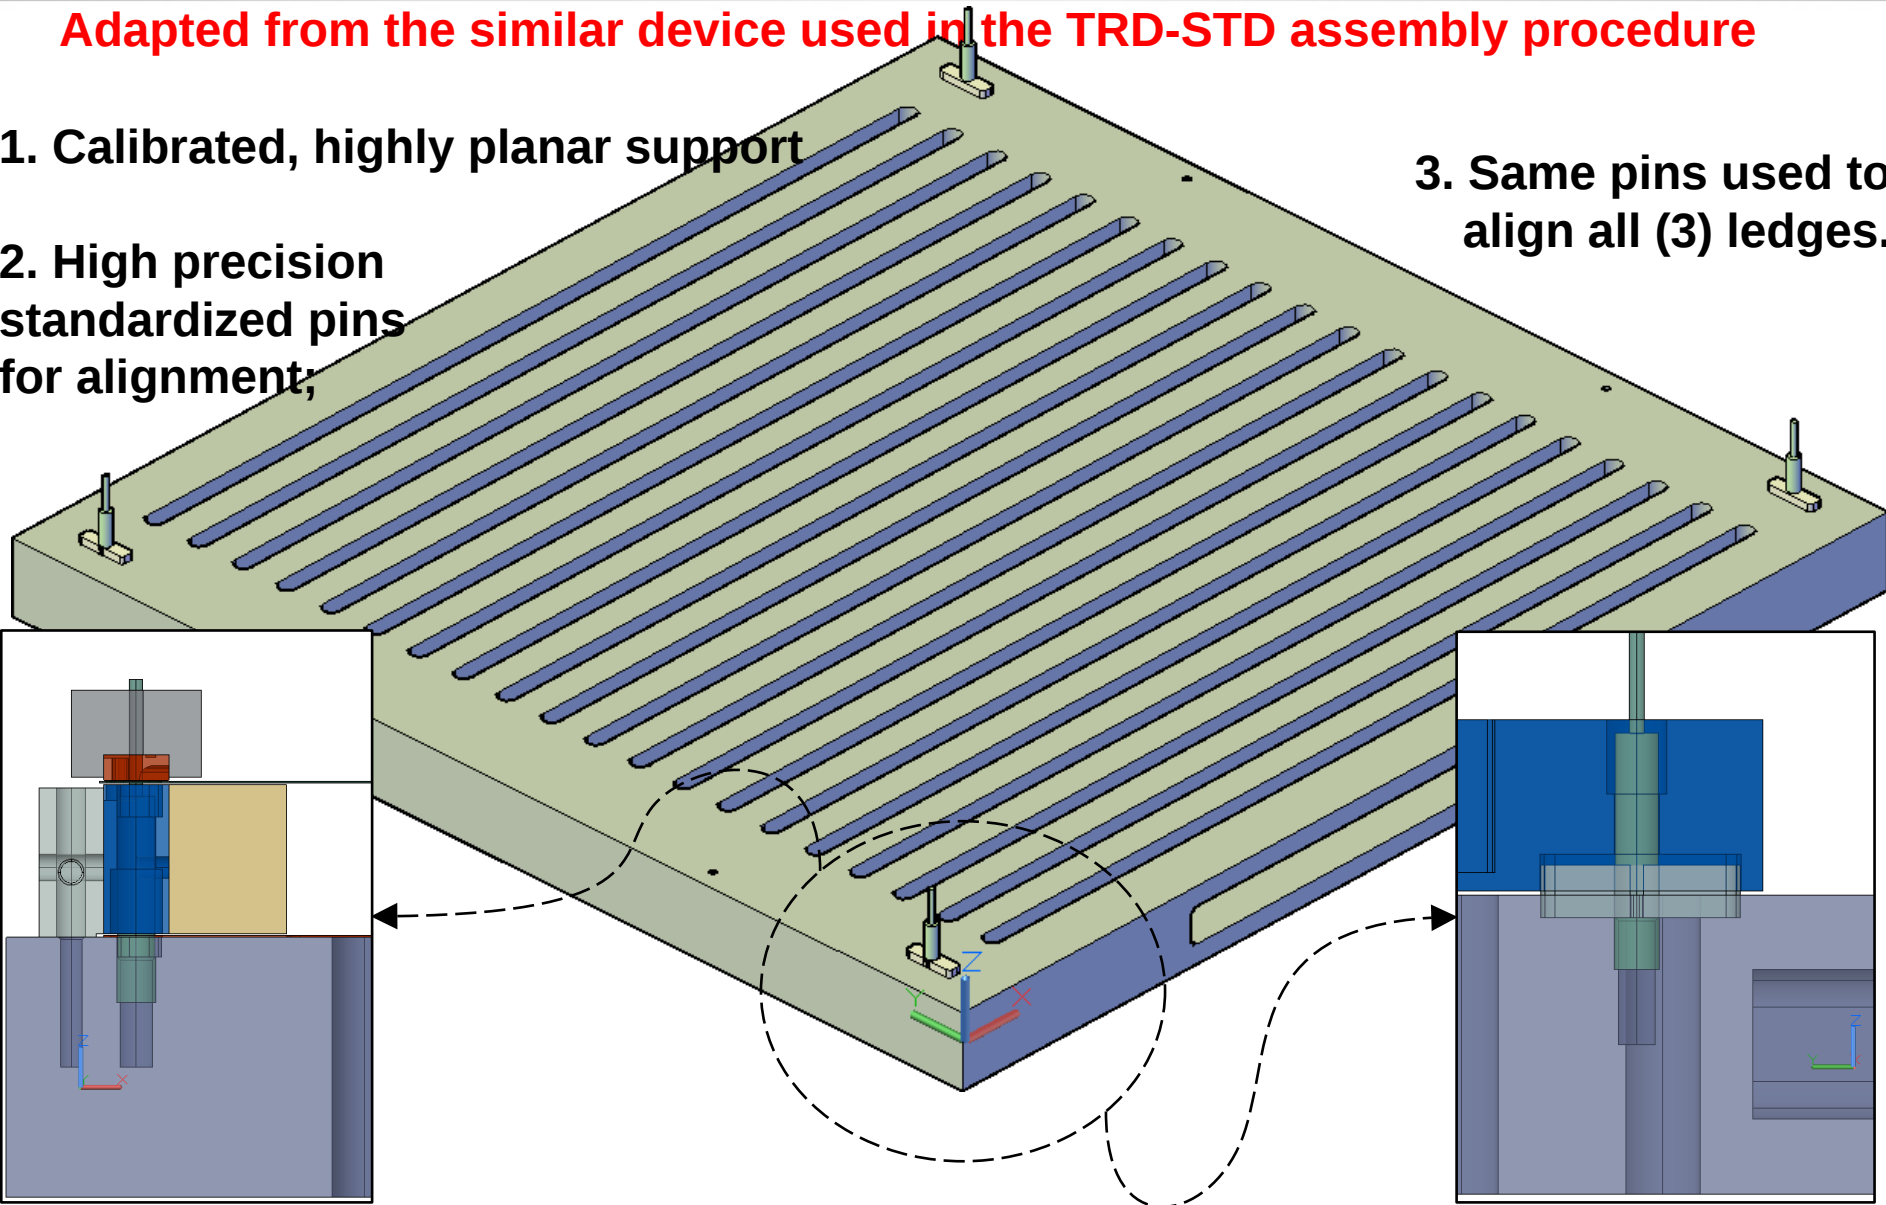 Adapted from the similar device used in the TRD-STD assembly procedure
1. Calibrated, highly planar support
3. Same pins used to
align all (3) ledges.
2. High precision
standardized pins
for alignment;
Z
Y
X
Z
X
Z
Y